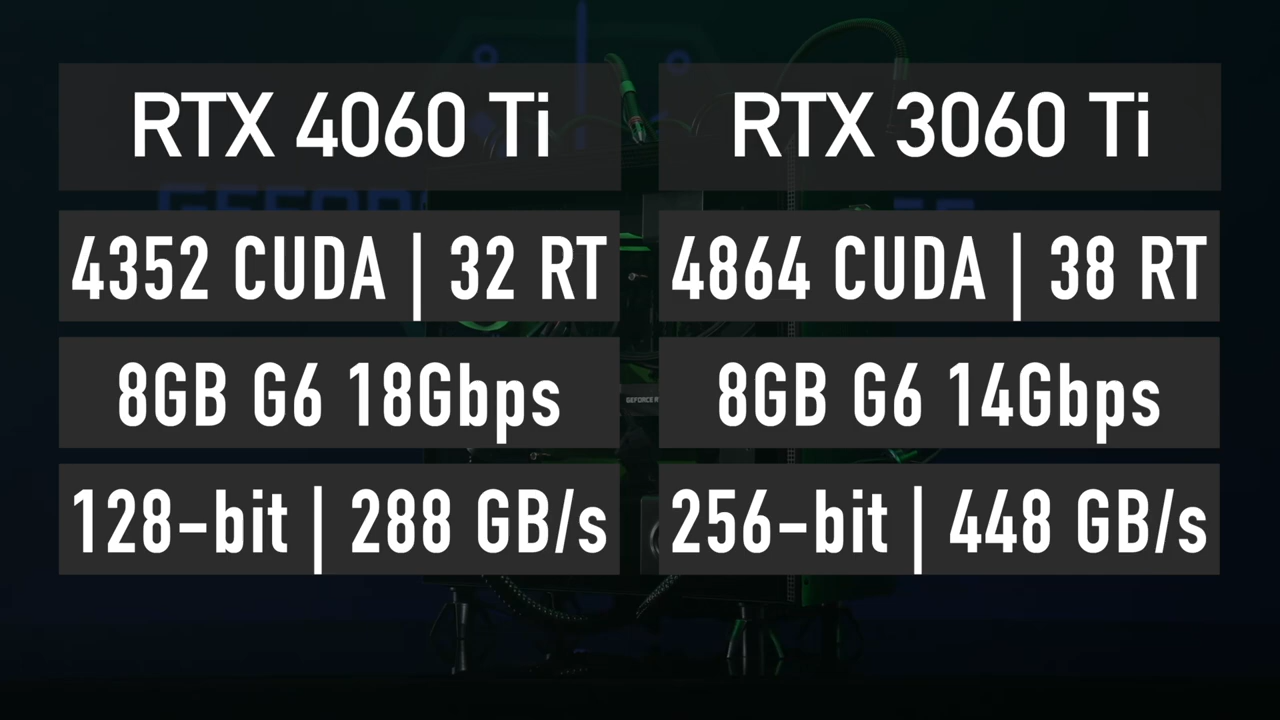 RTX 4060 Ti
RTX 3060 Ti
4352 CUDA | 32 RT
4864 CUDA | 38 RT
8GB G6 18Gbps
8GB G6 14Gbps
128-bit | 288 GB/s
256-bit | 448 GB/s
GEFORCE R